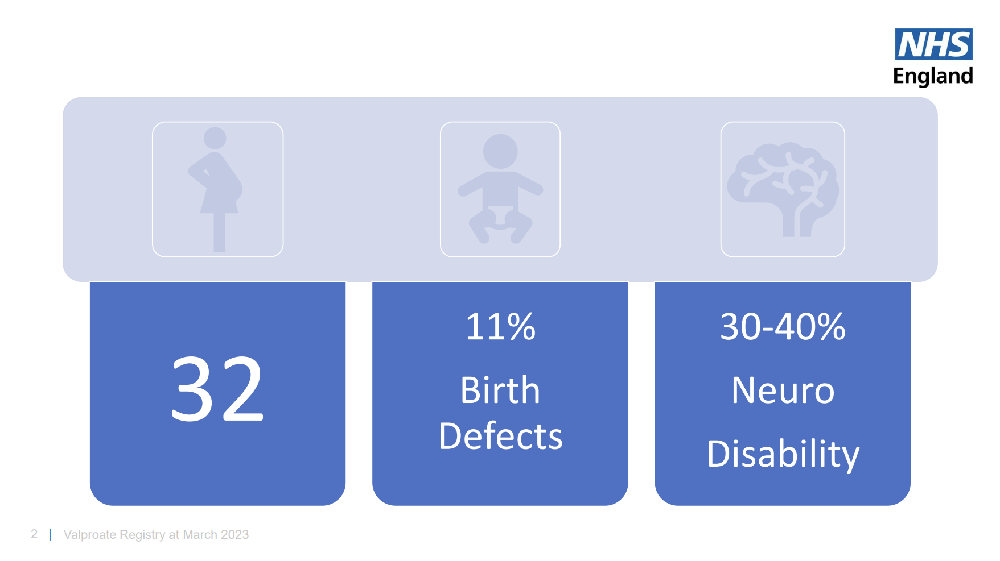 NHS
England
32
11%
Birth
Defects
30-40%
Neuro
Disability
2 | Valproate Registry at March 2023